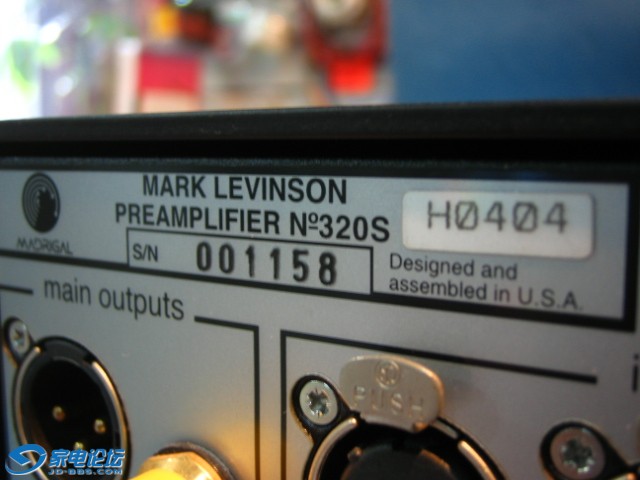 MARK LEVINSON
PREAMPLIFIER Nº320S
H0404
MADRIGAL
S/N 001158
Designed and
assembled in U.S.A.
main outputs
PUSH
家电论坛
JD-BBS.COM